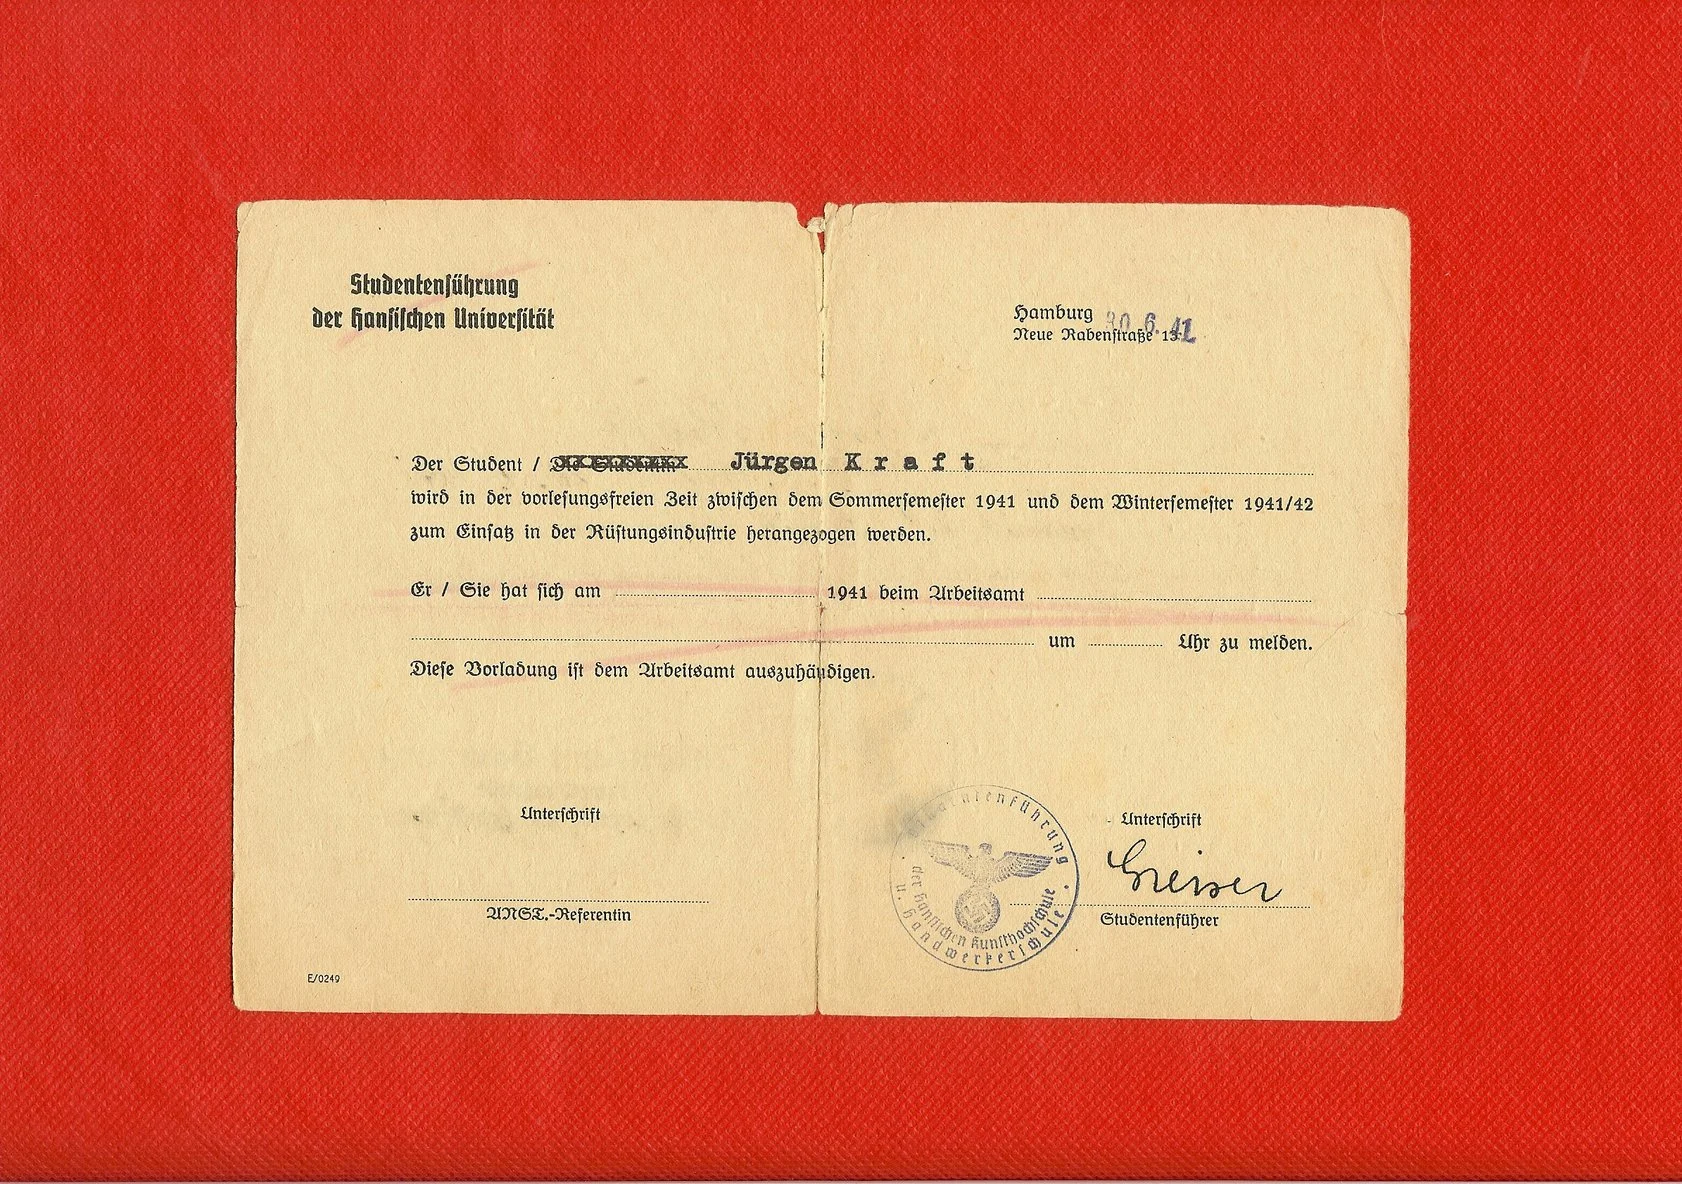 Studentenführung
der Hansischen Universität
Hamburg 30. 6. 41
Neue Rabenstraße 13
Der Student / Die Studentin Jürgen Kraft
wird in der vorlesungsfreien Zeit zwischen dem Sommersemester 1941 und dem Wintersemester 1941/42
zum Einsatz in der Rüstungsindustrie herangezogen werden.
Er / Sie hat sich am 1941 beim Arbeitsamt
um Uhr zu melden.
Diese Vorladung ist dem Arbeitsamt auszuhändigen.
Unterschrift
ANST.-Referentin
Unterschrift
Studentenführer
Studentenführung
der Hansischen Kunsthochschule
u. Handwerkerschule
E/0249